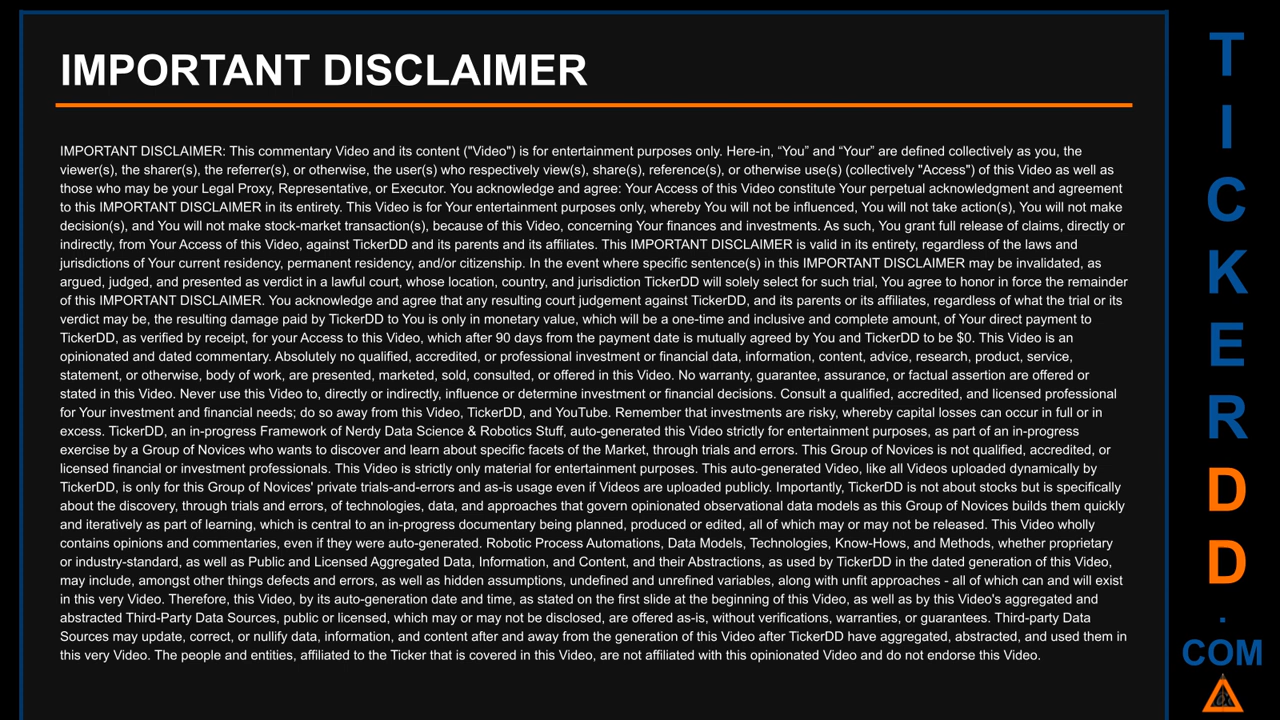 IMPORTANT DISCLAIMER
IMPORTANT DISCLAIMER: This commentary Video and its content ("Video") is for entertainment purposes only. Here-in, “You” and “Your” are defined collectively as you, the
viewer(s), the sharer(s), the referrer(s), or otherwise, the user(s) who respectively view(s), share(s), reference(s), or otherwise use(s) (collectively "Access") of this Video as well as
those who may be your Legal Proxy, Representative, or Executor. You acknowledge and agree: Your Access of this Video constitute Your perpetual acknowledgment and agreement
to this IMPORTANT DISCLAIMER in its entirety. This Video is for Your entertainment purposes only, whereby You will not be influenced, You will not take action(s), You will not make
decision(s), and You will not make stock-market transaction(s), because of this Video, concerning Your finances and investments. As such, You grant full release of claims, directly or
indirectly, from Your Access of this Video, against TickerDD and its parents and its affiliates. This IMPORTANT DISCLAIMER is valid in its entirety, regardless of the laws and
jurisdictions of Your current residency, permanent residency, and/or citizenship. In the event where specific sentence(s) in this IMPORTANT DISCLAIMER may be invalidated, as
argued, judged, and presented as verdict in a lawful court, whose location, country, and jurisdiction TickerDD will solely select for such trial, You agree to honor in force the remainder
of this IMPORTANT DISCLAIMER. You acknowledge and agree that any resulting court judgement against TickerDD, and its parents or its affiliates, regardless of what the trial or its
verdict may be, the resulting damage paid by TickerDD to You is only in monetary value, which will be a one-time and inclusive and complete amount, of Your direct payment to
TickerDD, as verified by receipt, for your Access to this Video, which after 90 days from the payment date is mutually agreed by You and TickerDD to be $0. This Video is an
opinionated and dated commentary. Absolutely no qualified, accredited, or professional investment or financial data, information, content, advice, research, product, service,
statement, or otherwise, body of work, are presented, marketed, sold, consulted, or offered in this Video. No warranty, guarantee, assurance, or factual assertion are offered or
stated in this Video. Never use this Video to, directly or indirectly, influence or determine investment or financial decisions. Consult a qualified, accredited, and licensed professional
for Your investment and financial needs; do so away from this Video, TickerDD, and YouTube. Remember that investments are risky, whereby capital losses can occur in full or in
excess. TickerDD, an in-progress Framework of Nerdy Data Science & Robotics Stuff, auto-generated this Video strictly for entertainment purposes, as part of an in-progress
exercise by a Group of Novices who wants to discover and learn about specific facets of the Market, through trials and errors. This Group of Novices is not qualified, accredited, or
licensed financial or investment professionals. This Video is strictly only material for entertainment purposes. This auto-generated Video, like all Videos uploaded dynamically by
TickerDD, is only for this Group of Novices' private trials-and-errors and as-is usage even if Videos are uploaded publicly. Importantly, TickerDD is not about stocks but is specifically
about the discovery, through trials and errors, of technologies, data, and approaches that govern opinionated observational data models as this Group of Novices builds them quickly
and iteratively as part of learning, which is central to an in-progress documentary being planned, produced or edited, all of which may or may not be released. This Video wholly
contains opinions and commentaries, even if they were auto-generated. Robotic Process Automations, Data Models, Technologies, Know-Hows, and Methods, whether proprietary
or industry-standard, as well as Public and Licensed Aggregated Data, Information, and Content, and their Abstractions, as used by TickerDD in the dated generation of this Video,
may include, amongst other things defects and errors, as well as hidden assumptions, undefined and unrefined variables, along with unfit approaches - all of which can and will exist
in this very Video. Therefore, this Video, by its auto-generation date and time, as stated on the first slide at the beginning of this Video, as well as by this Video's aggregated and
abstracted Third-Party Data Sources, public or licensed, which may or may not be disclosed, are offered as-is, without verifications, warranties, or guarantees. Third-party Data
Sources may update, correct, or nullify data, information, and content after and away from the generation of this Video after TickerDD have aggregated, abstracted, and used them in
this very Video. The people and entities, affiliated to the Ticker that is covered in this Video, are not affiliated with this opinionated Video and do not endorse this Video.
T
I
C
K
E
R
D
D
.
COM